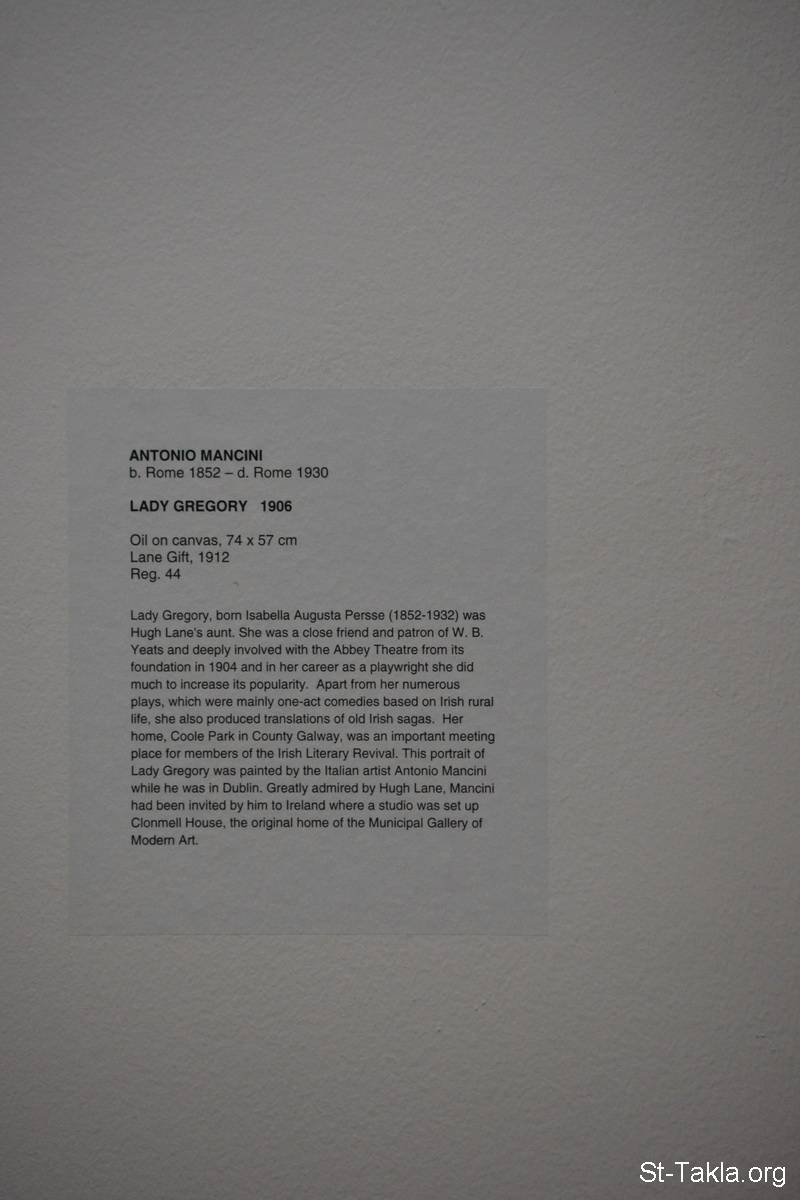 ANTONIO MANCINI
b. Rome 1852 – d. Rome 1930
LADY GREGORY 1906
Oil on canvas, 74 x 57 cm
Lane Gift, 1912
Reg. 44
Lady Gregory, born Isabella Augusta Persse (1852-1932) was
Hugh Lane's aunt. She was a close friend and patron of W. B.
Yeats and deeply involved with the Abbey Theatre from its
foundation in 1904 and in her career as a playwright she did
much to increase its popularity. Apart from her numerous
plays, which were mainly one-act comedies based on Irish rural
life, she also produced translations of old Irish sagas. Her
home, Coole Park in County Galway, was an important meeting
place for members of the Irish Literary Revival. This portrait of
Lady Gregory was painted by the Italian artist Antonio Mancini
while he was in Dublin. Greatly admired by Hugh Lane, Mancini
had been invited by him to Ireland where a studio was set up
Clonmell House, the original home of the Municipal Gallery of
Modern Art.
St-Takla.org